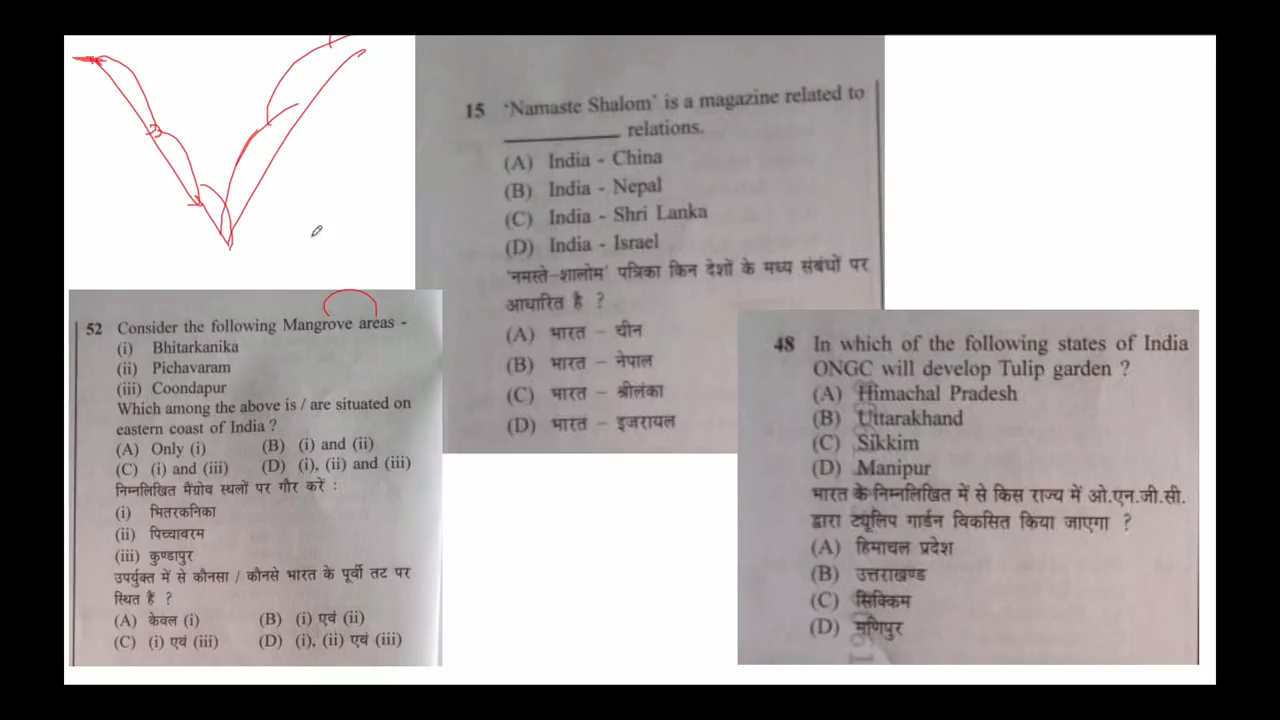 15 'Namaste Shalom' is a magazine related to
__________ relations.
(A) India - China
(B) India - Nepal
(C) India - Shri Lanka
(D) India - Israel
'नमस्ते-शालोम' पत्रिका किन देशों के मध्य संबंधों पर
आधारित है ?
(A) भारत - चीन
(B) भारत - नेपाल
(C) भारत - श्रीलंका
(D) भारत - इजरायल
52 Consider the following Mangrove areas -
(i) Bhitarkanika
(ii) Pichavaram
(iii) Coondapur
Which among the above is / are situated on
eastern coast of India ?
(A) Only (i) (B) (i) and (ii)
(C) (i) and (iii) (D) (i), (ii) and (iii)
निम्नलिखित मैंग्रोव स्थलों पर गौर करें :
(i) भितरकनिका
(ii) पिच्चावरम
(iii) कुण्डापुर
उपर्युक्त में से कौनसा / कौनसे भारत के पूर्वी तट पर
स्थित हैं ?
(A) केवल (i) (B) (i) एवं (ii)
(C) (i) एवं (iii) (D) (i), (ii) एवं (iii)
48 In which of the following states of India
ONGC will develop Tulip garden ?
(A) Himachal Pradesh
(B) Uttarakhand
(C) Sikkim
(D) Manipur
भारत के निम्नलिखित में से किस राज्य में ओ.एन.जी.सी.
द्वारा ट्यूलिप गार्डन विकसित किया जाएगा ?
(A) हिमाचल प्रदेश
(B) उत्तराखण्ड
(C) सिक्किम
(D) मणिपुर